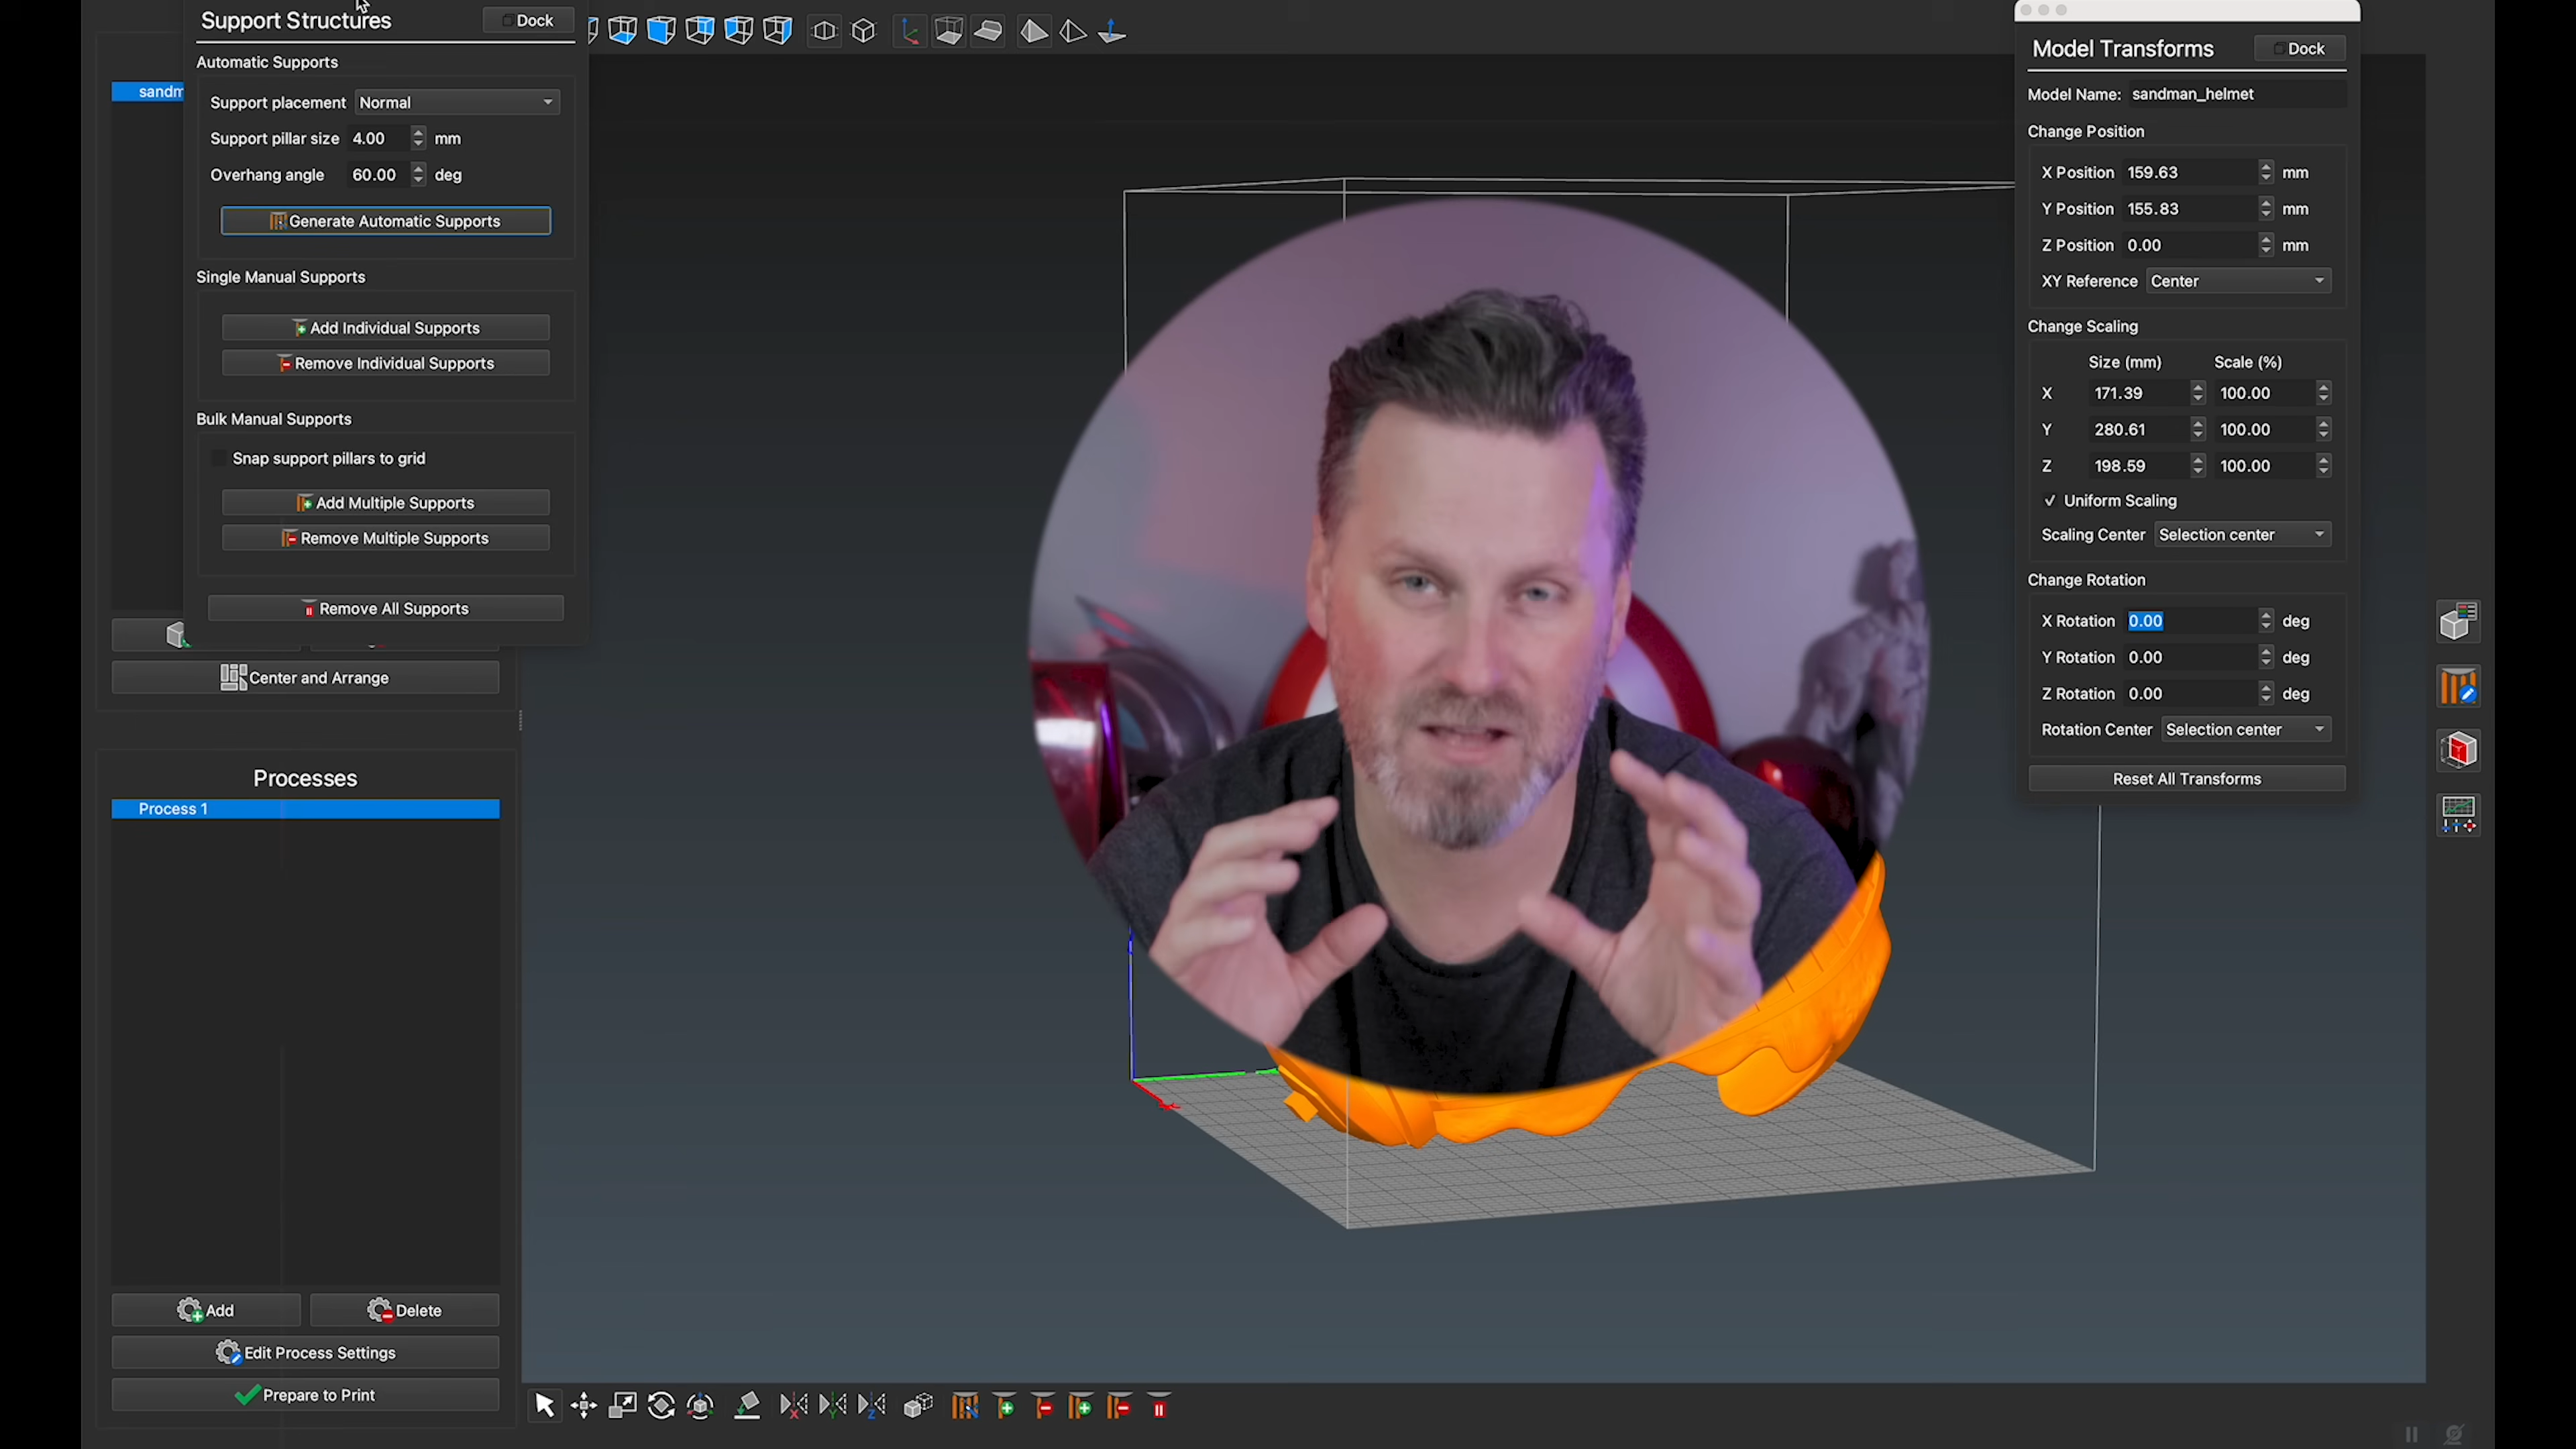 Support Structures
Dock
Automatic Supports
Support placement Normal
Support pillar size 4.00 mm
Overhang angle 60.00 deg
Generate Automatic Supports
Single Manual Supports
Add Individual Supports
Remove Individual Supports
Bulk Manual Supports
Snap support pillars to grid
Add Multiple Supports
Remove Multiple Supports
Remove All Supports
sandm
Center and Arrange
Processes
Process 1
Add
Delete
Edit Process Settings
Prepare to Print
X
Y
Z
Model Transforms
Dock
Model Name: sandman_helmet
Change Position
X Position 159.63 mm
Y Position 155.83 mm
Z Position 0.00 mm
XY Reference Center
Change Scaling
Size (mm) Scale (%)
X 171.39 100.00
Y 280.61 100.00
Z 198.59 100.00
Uniform Scaling
Scaling Center Selection center
Change Rotation
X Rotation 0.00 deg
Y Rotation 0.00 deg
Z Rotation 0.00 deg
Rotation Center Selection center
Reset All Transforms